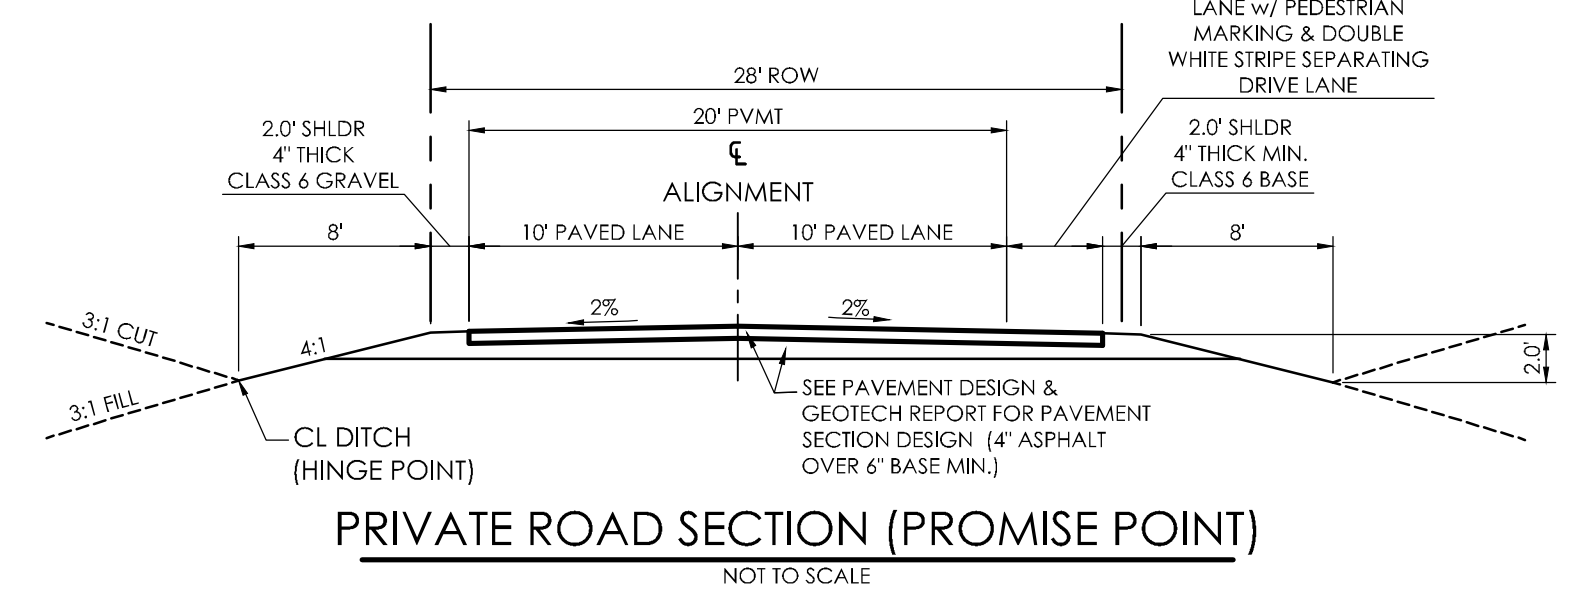 LANE w/ PEDESTRIAN
MARKING & DOUBLE
WHITE STRIPE SEPARATING
DRIVE LANE
28' ROW
20' PVMT
2.0' SHLDR
4" THICK
CLASS 6 GRAVEL
℄
ALIGNMENT
2.0' SHLDR
4" THICK MIN.
CLASS 6 BASE
8'
10' PAVED LANE
10' PAVED LANE
8'
2%
2%
3:1 CUT
4:1
3:1 FILL
2.0'
CL DITCH
(HINGE POINT)
SEE PAVEMENT DESIGN &
GEOTECH REPORT FOR PAVEMENT
SECTION DESIGN (4" ASPHALT
OVER 6" BASE MIN.)
PRIVATE ROAD SECTION (PROMISE POINT)
NOT TO SCALE